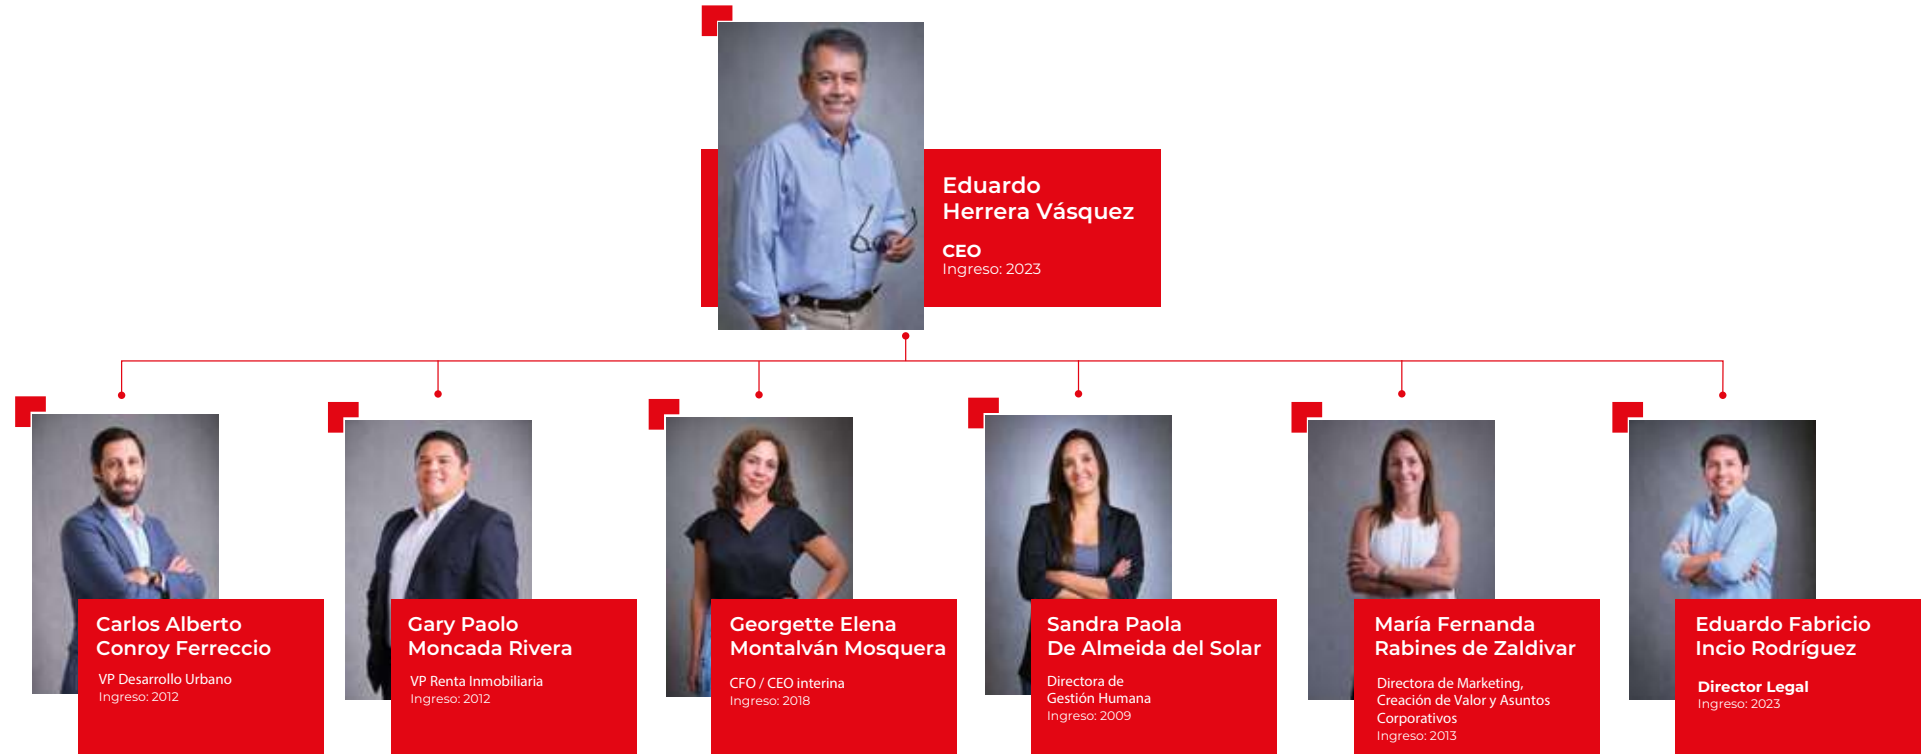 Eduardo
Herrera Vásquez
CEO
Ingreso: 2023
Carlos Alberto
Conroy Ferreccio
VP Desarrollo Urbano
Ingreso: 2012
Gary Paolo
Moncada Rivera
VP Renta Inmobiliaria
Ingreso: 2012
Georgette Elena
Montalván Mosquera
CFO / CEO interina
Ingreso: 2018
Sandra Paola
De Almeida del Solar
Directora de
Gestión Humana
Ingreso: 2009
María Fernanda
Rabines de Zaldivar
Directora de Marketing,
Creación de Valor y Asuntos
Corporativos
Ingreso: 2013
Eduardo Fabricio
Incio Rodríguez
Director Legal
Ingreso: 2023